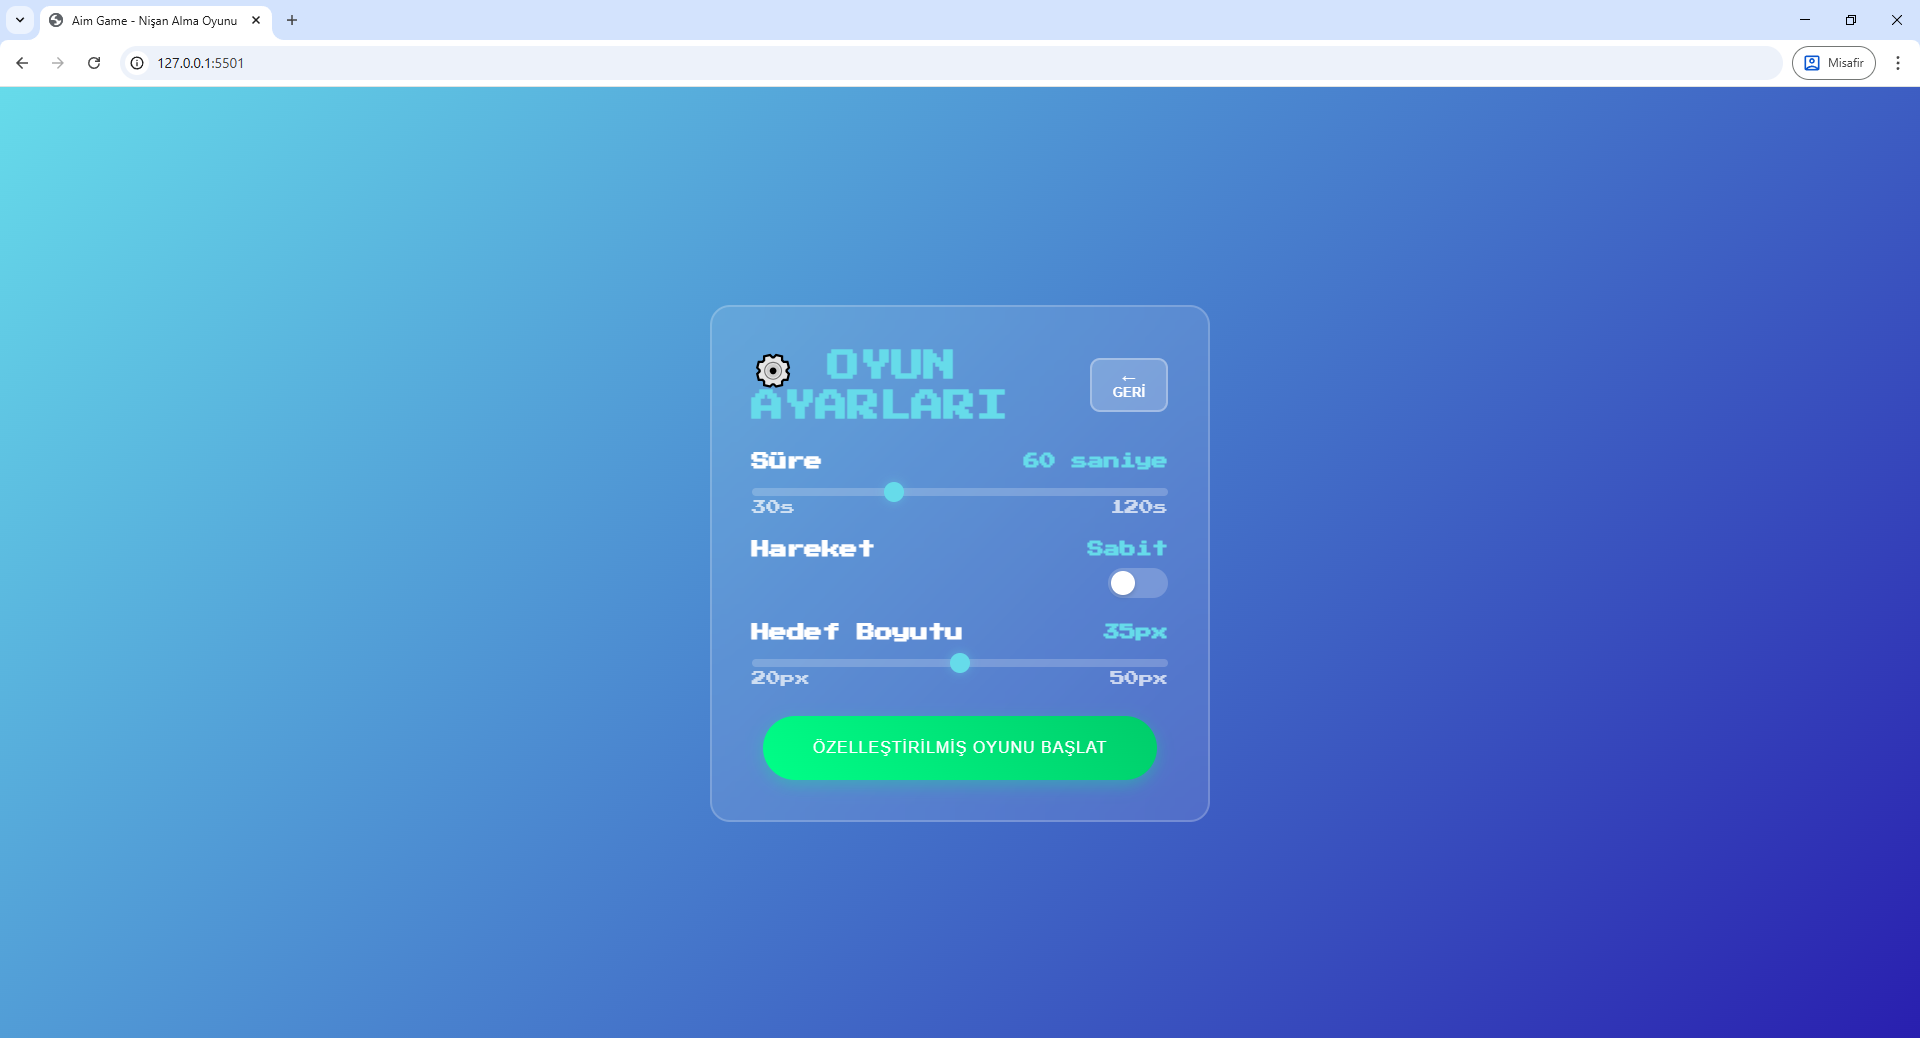 Aim Game - Nişan Alma Oyunu
127.0.0.1:5501
Misafir
OYUN
AYARLARI
←
GERİ
Süre 60 saniye
30s 120s
Hareket Sabit
Hedef Boyutu 35px
20px 50px
ÖZELLEŞTİRİLMİŞ OYUNU BAŞLAT